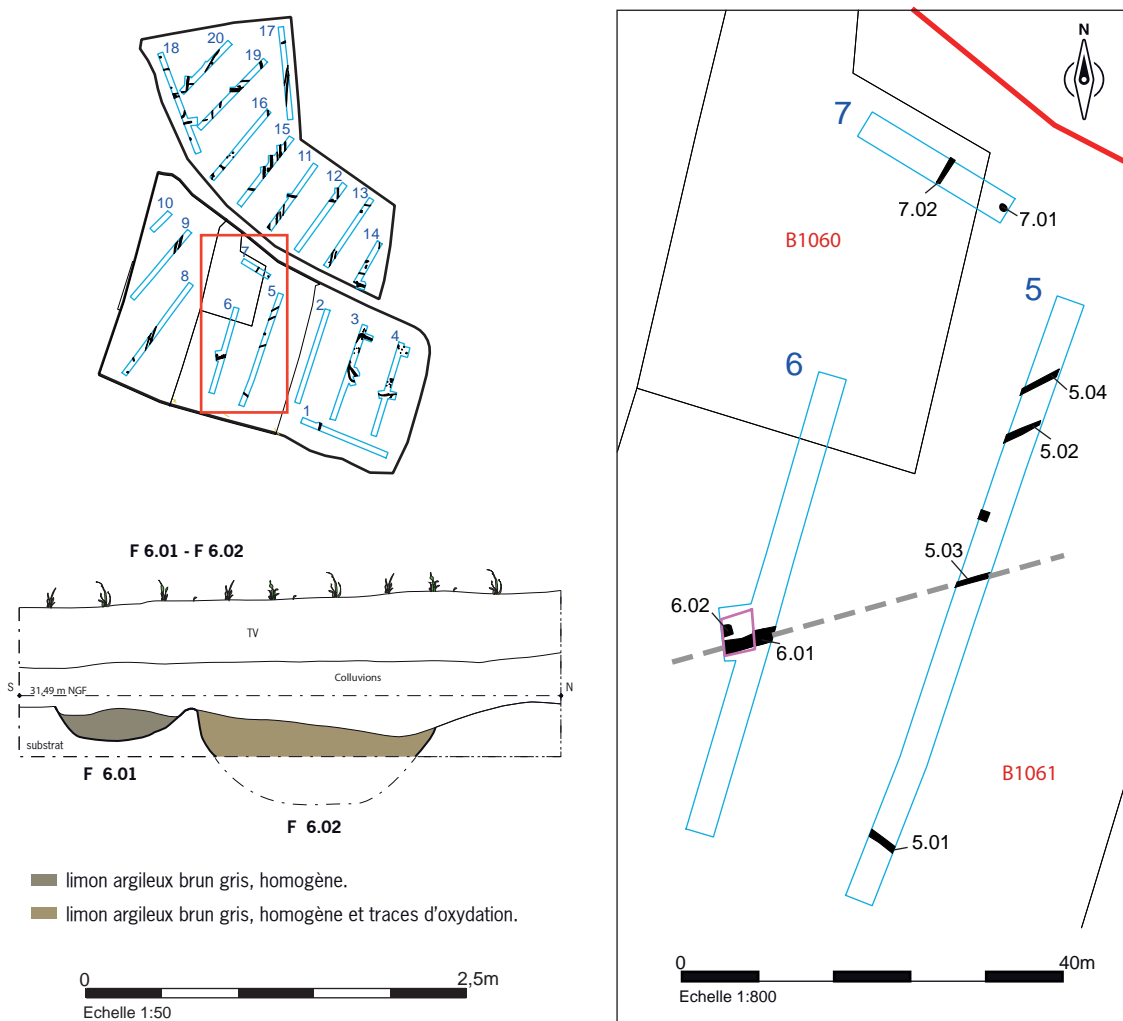 17
20
18
19
16
15
11
12
13
14
10
9
8
7
6
5
2
3
4
1
F 6.01 - F 6.02
TV
Colluvions
S
31,49 m NGF
N
substrat
F 6.01
F 6.02
limon argileux brun gris, homogène.
limon argileux brun gris, homogène et traces d'oxydation.
0
2,5m
Echelle 1:50
N
7
7.02
7.01
B1060
5
6
5.04
5.02
5.03
6.02
6.01
B1061
5.01
0
40m
Echelle 1:800